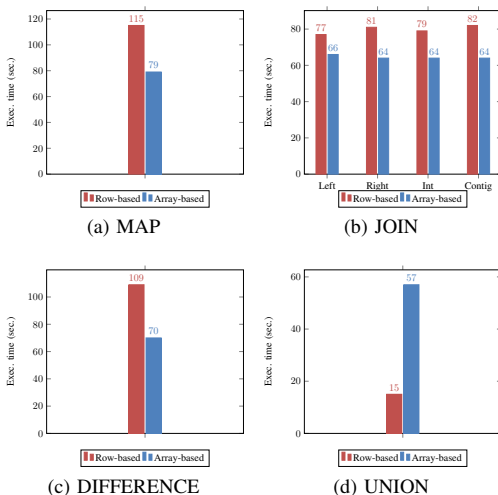 120
100
80
60
40
20
0
Exec. time (sec.)
115
79
Row-based Array-based
(a) MAP
80
60
40
20
0
Exec. time (sec.)
77 66 81 64 79 64 82 64
Left Right Int Contig
Row-based Array-based
(b) JOIN
100
80
60
40
20
0
Exec. time (sec.)
109
70
Row-based Array-based
(c) DIFFERENCE
60
40
20
0
Exec. time (sec.)
57
15
Row-based Array-based
(d) UNION